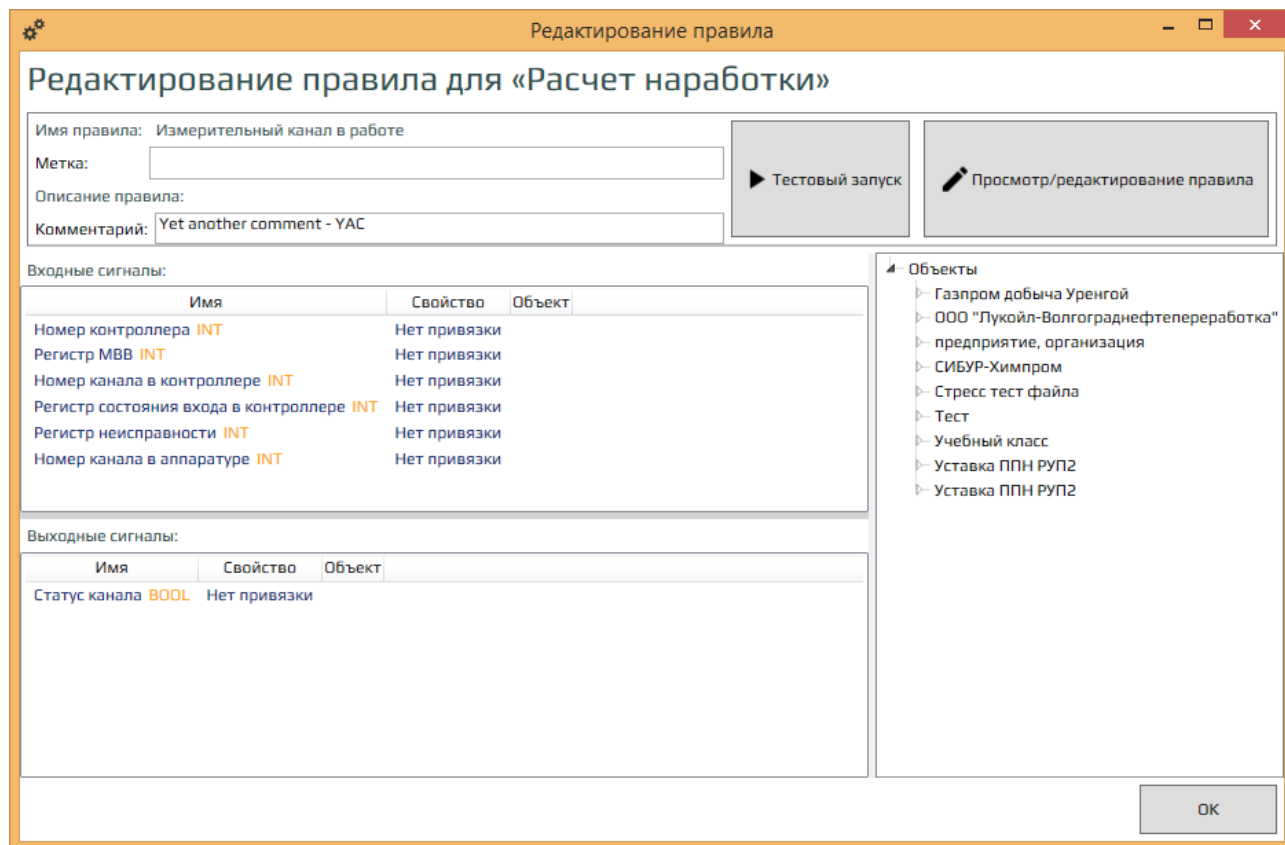 Редактирование правила
Редактирование правила для «Расчет наработки»
Имя правила: Измерительный канал в работе
Метка:
Описание правила:
Комментарий: Yet another comment - YAC
Тестовый запуск
Просмотр/редактирование правила
Входные сигналы:
Имя Свойство Объект
Номер контроллера INT Нет привязки
Регистр МВВ INT Нет привязки
Номер канала в контроллере INT Нет привязки
Регистр состояния входа в контроллере INT Нет привязки
Регистр неисправности INT Нет привязки
Номер канала в аппаратуре INT Нет привязки
Выходные сигналы:
Имя Свойство Объект
Статус канала BOOL Нет привязки
Объекты
Газпром добыча Уренгой
ООО "Лукойл-Волгограднефтепереработка"
предприятие, организация
СИБУР-Химпром
Стресс тест файла
Тест
Учебный класс
Уставка ППН РУП2
Уставка ППН РУП2
ОК